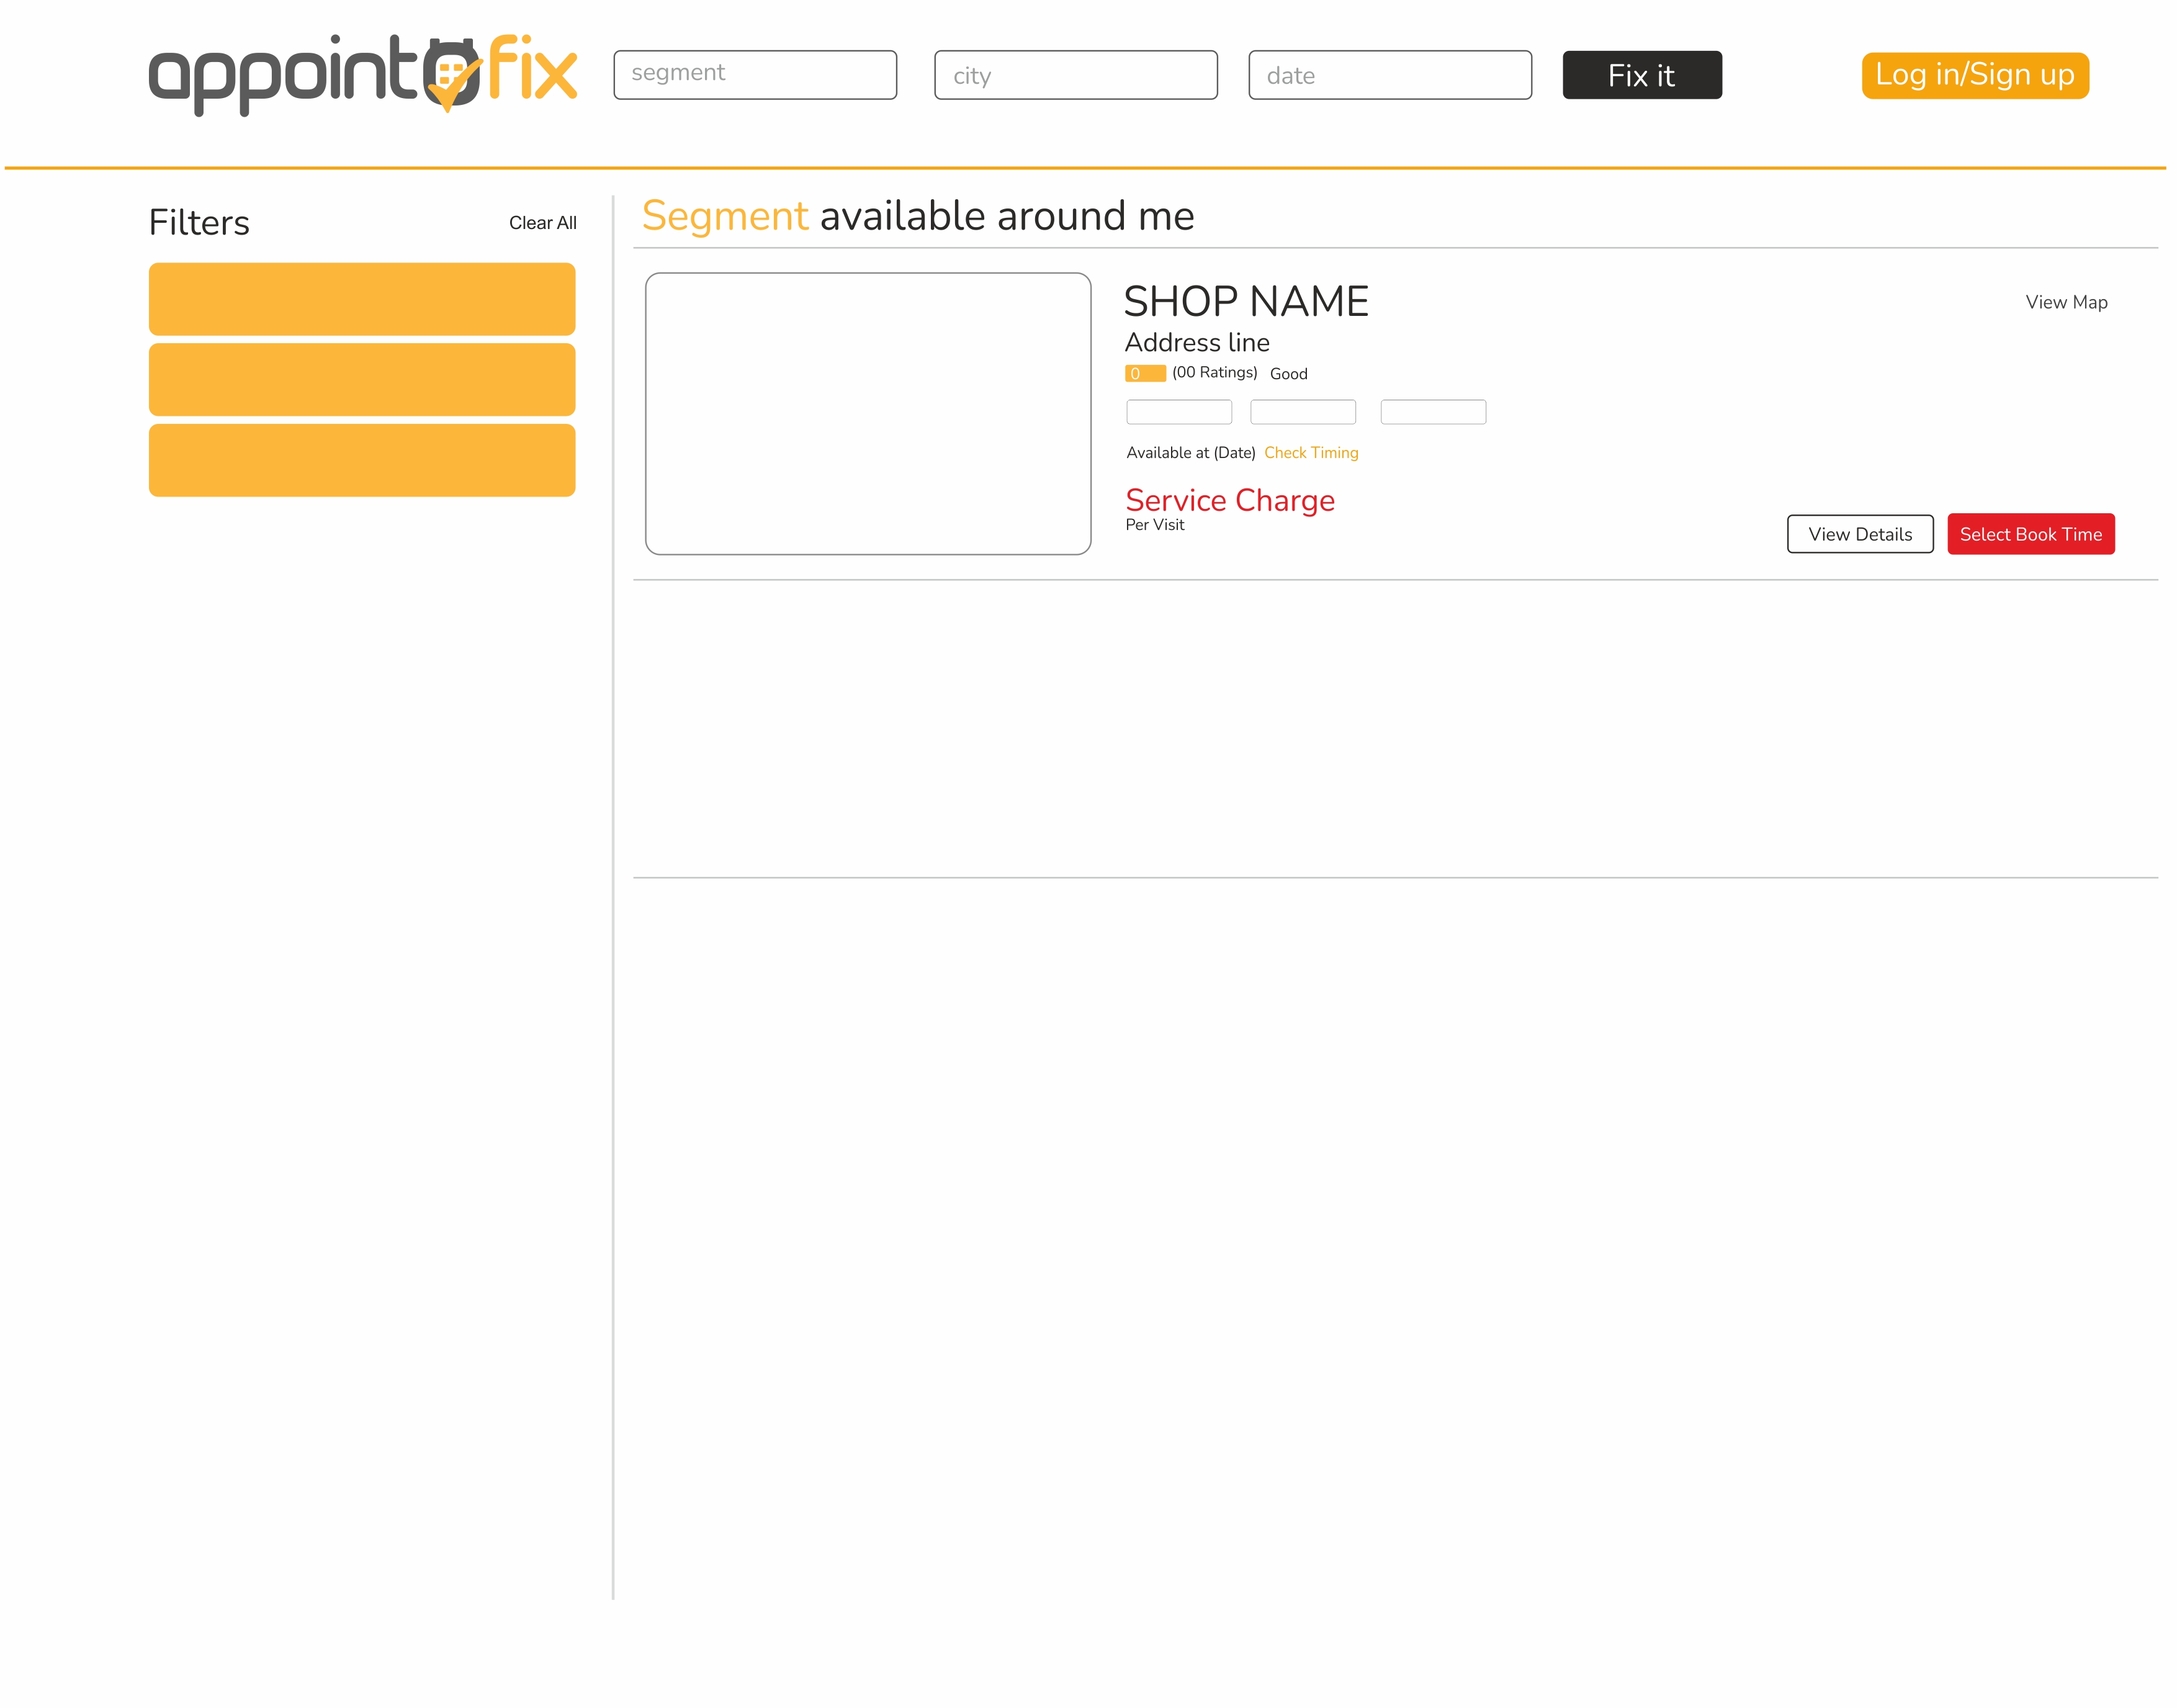 appointfix
segment
city
date
Fix it
Log in/Sign up
Filters
Clear All
Segment available around me
SHOP NAME
View Map
Address line
0 (00 Ratings) Good
Available at (Date) Check Timing
Service Charge
Per Visit
View Details
Select Book Time